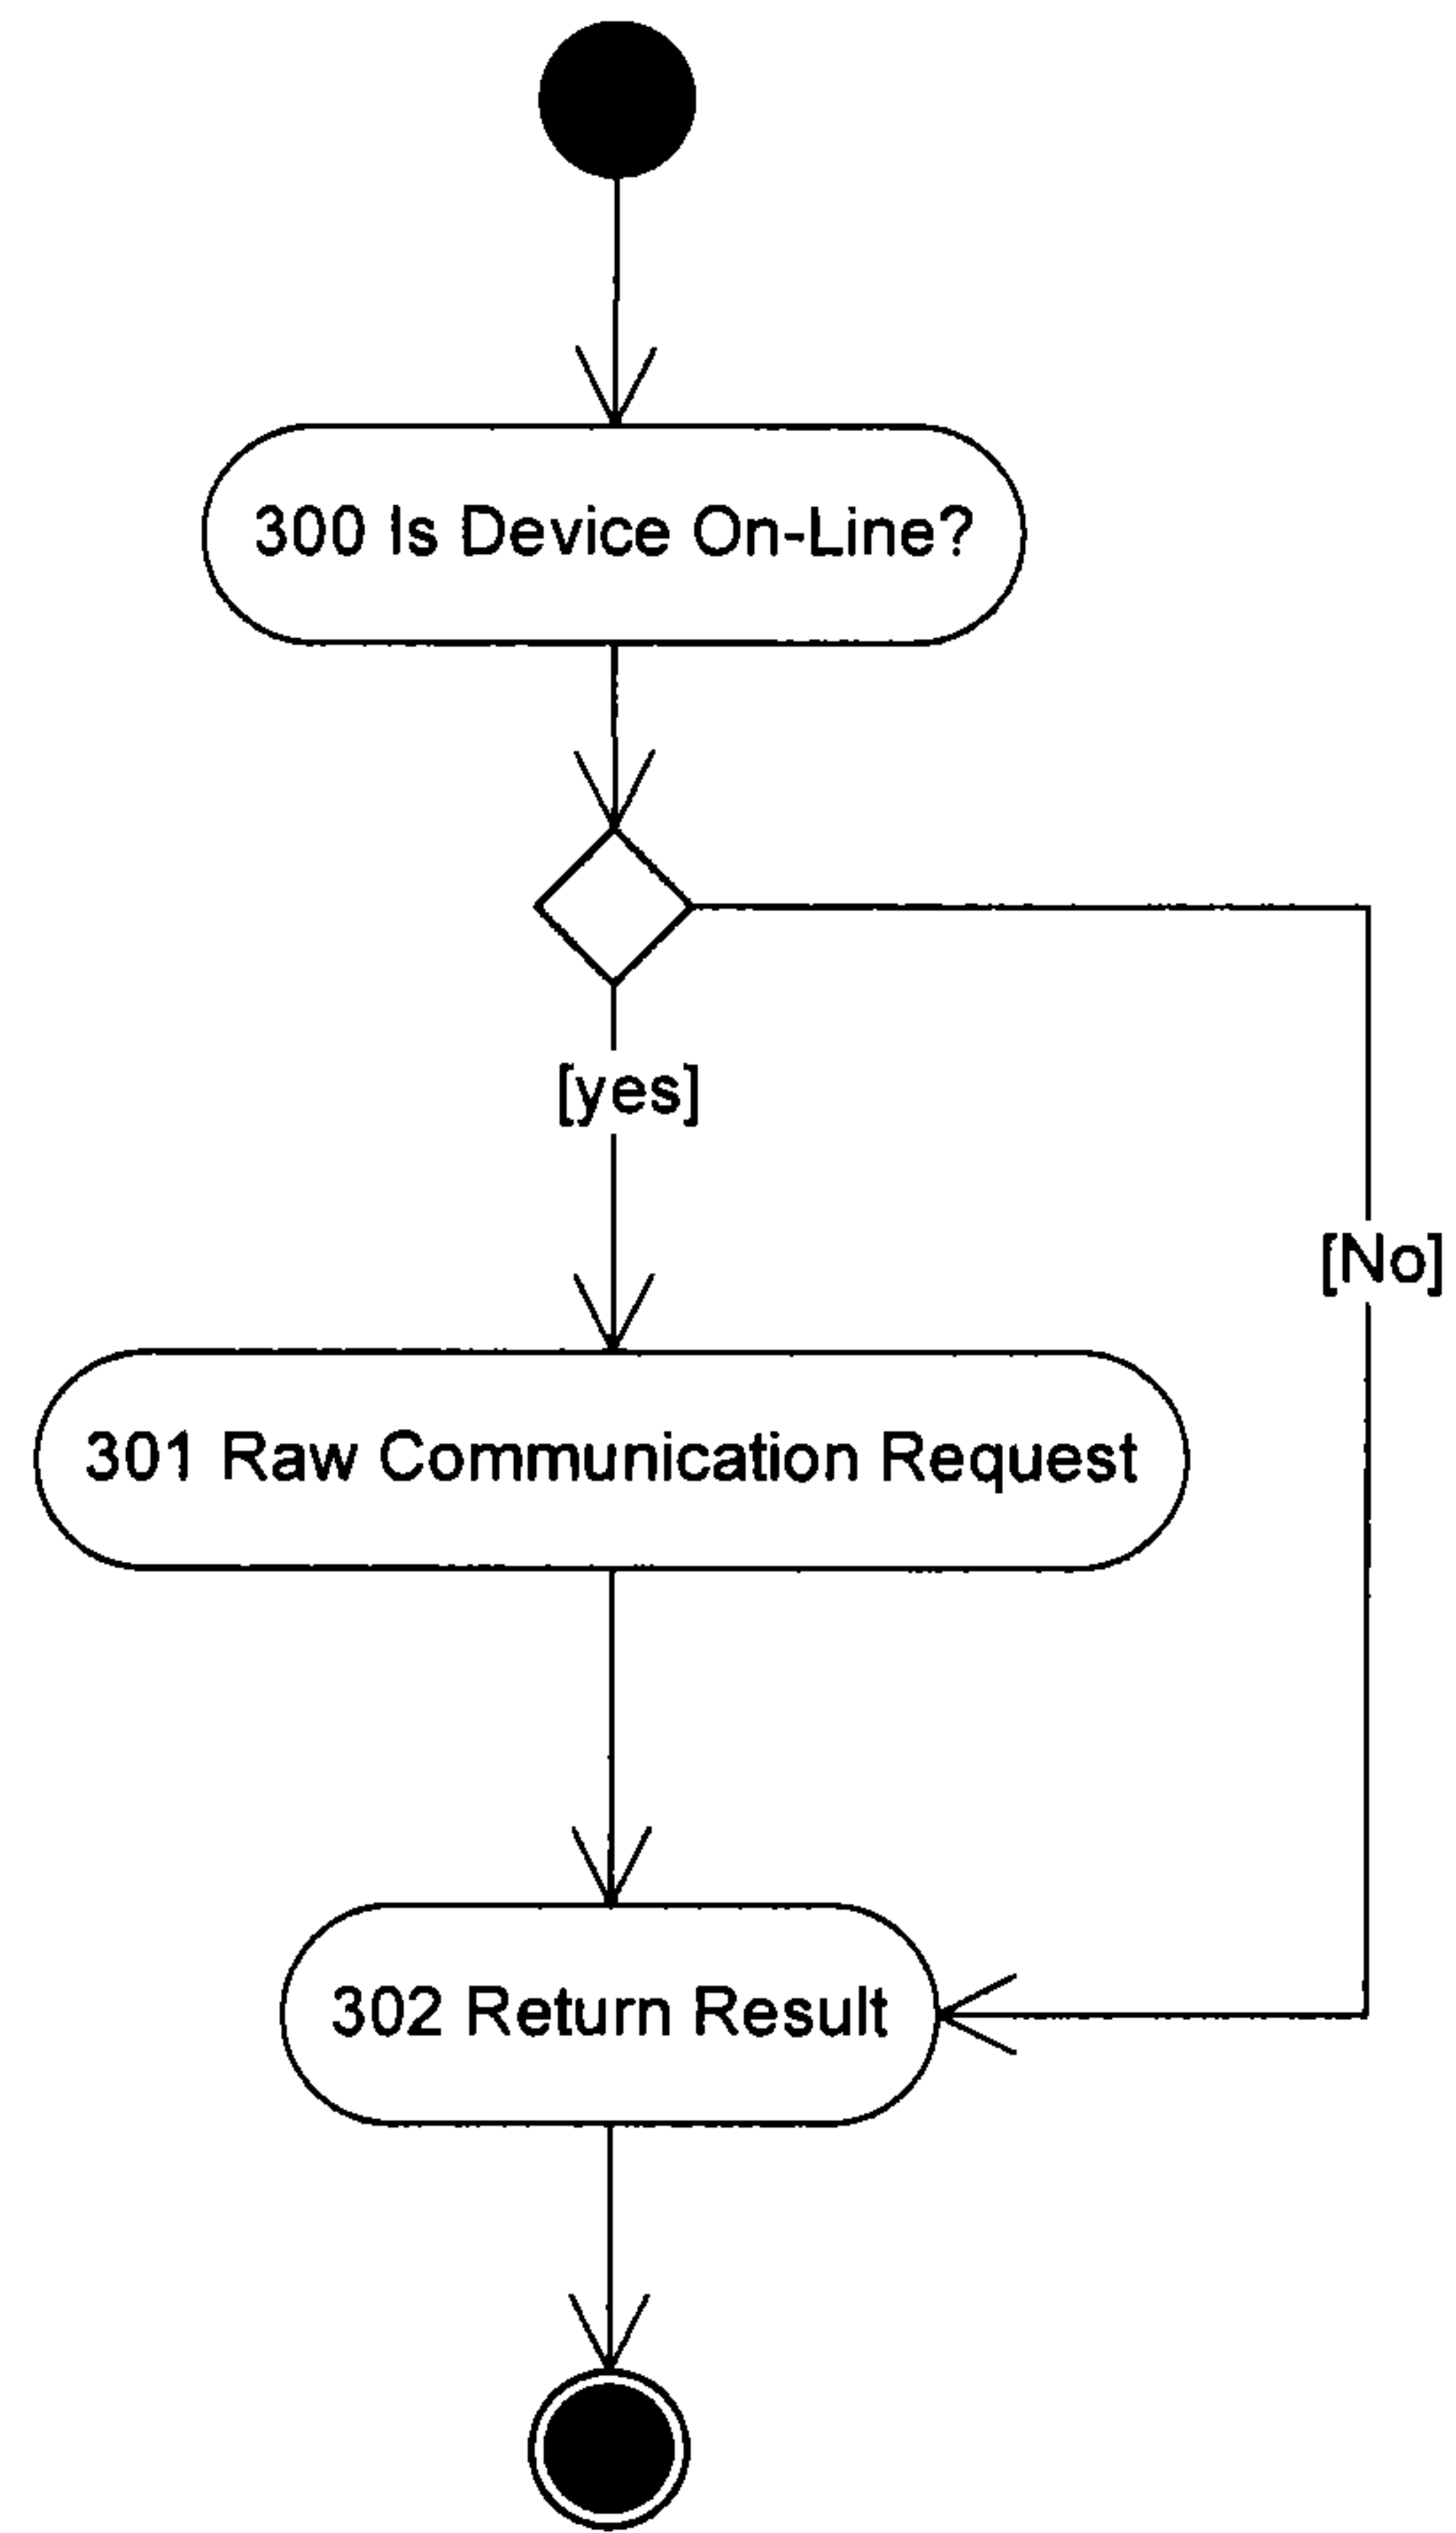 300 Is Device On-Line?
[yes]
[No]
301 Raw Communication Request
302 Return Result